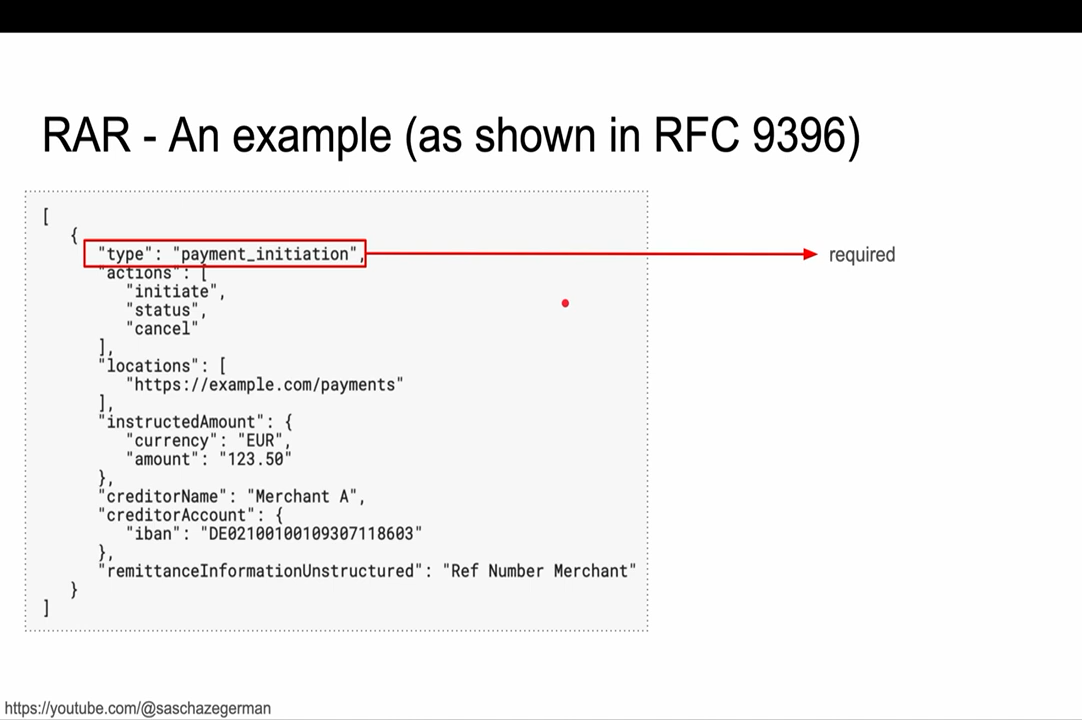 RAR - An example (as shown in RFC 9396)
[
{
"type": "payment_initiation",
required
"actions": [
"initiate",
"status",
"cancel"
],
"locations": [
"https://example.com/payments"
],
"instructedAmount": {
"currency": "EUR",
"amount": "123.50"
},
"creditorName": "Merchant A",
"creditorAccount": {
"iban": "DE02100100109307118603"
},
"remittanceInformationUnstructured": "Ref Number Merchant"
}
]
https://youtube.com/@saschazegerman